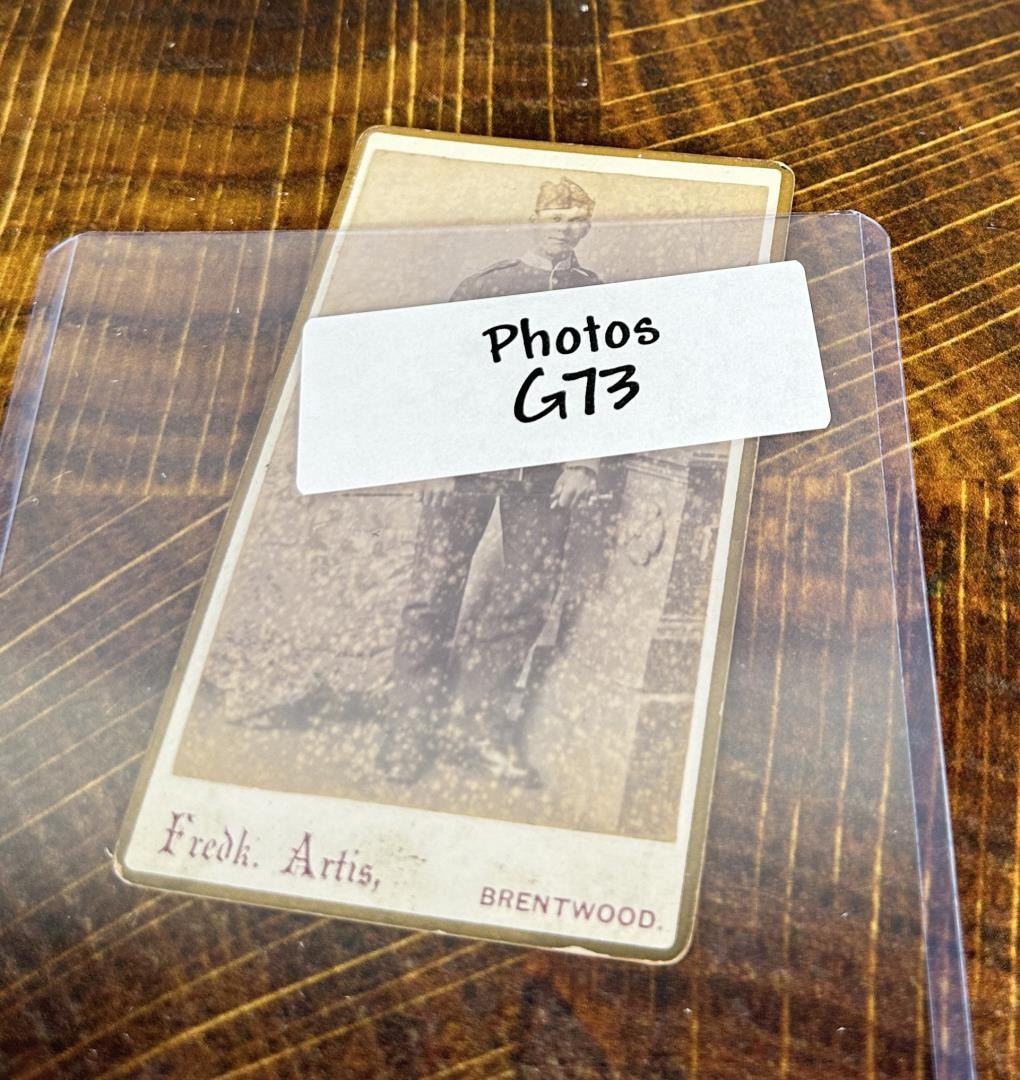 Photos
G73
Fredk. Artis,
BRENTWOOD.